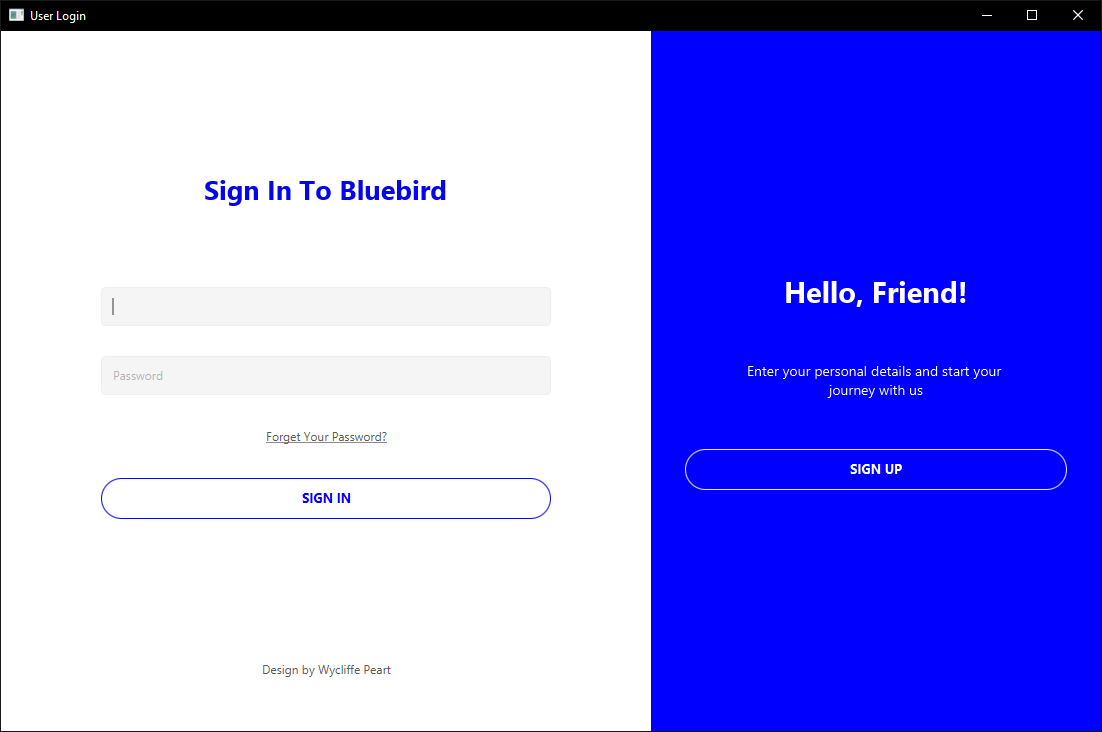 User Login
Sign In To Bluebird
Password
Forget Your Password?
SIGN IN
Design by Wycliffe Peart
Hello, Friend!
Enter your personal details and start your
journey with us
SIGN UP